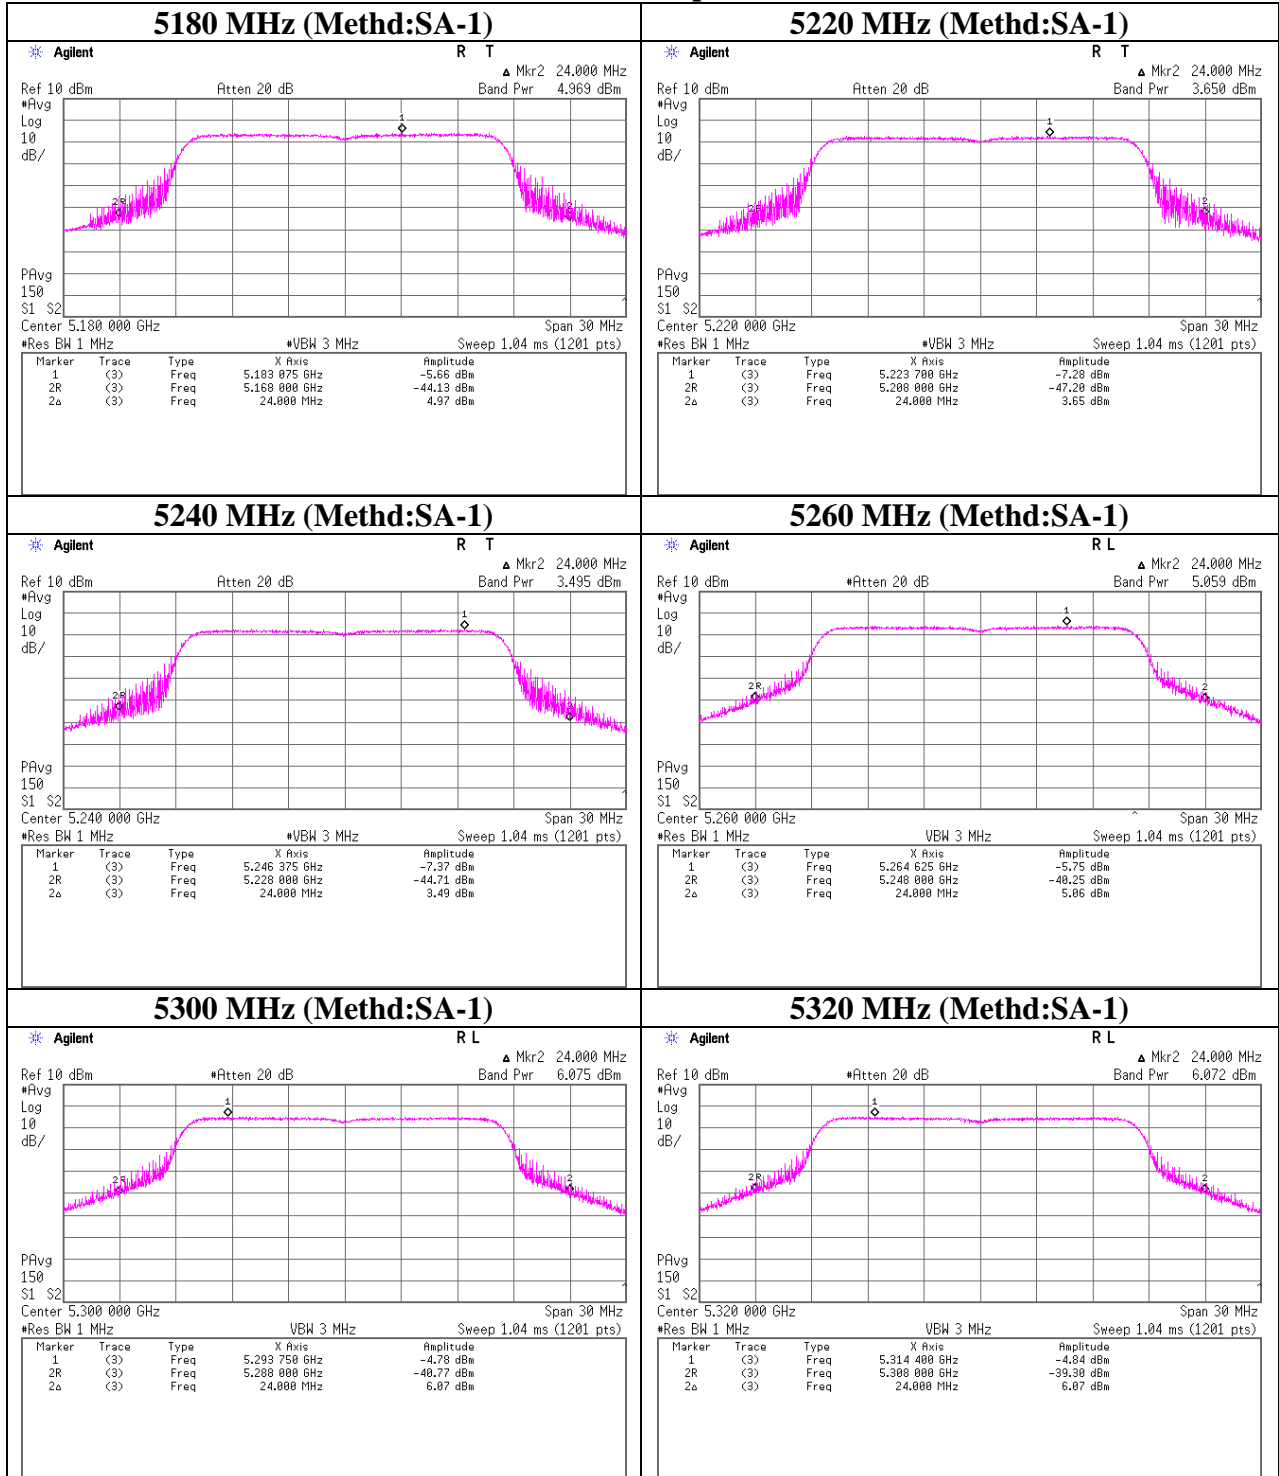 5180 MHz (Methd:SA-1)
Agilent R T
Δ Mkr2 24.000 MHz
Ref 10 dBm Atten 20 dB Band Pwr 4.969 dBm
#Avg
Log
10
dB/
1
2R
2
PAvg
150
S1 S2
Center 5.180 000 GHz Span 30 MHz
#Res BW 1 MHz #VBW 3 MHz Sweep 1.04 ms (1201 pts)
Marker Trace Type X Axis Amplitude
1 (3) Freq 5.183 075 GHz -5.66 dBm
2R (3) Freq 5.168 000 GHz -44.13 dBm
2Δ (3) Freq 24.000 MHz 4.97 dBm
5220 MHz (Methd:SA-1)
Agilent R T
Δ Mkr2 24.000 MHz
Ref 10 dBm Atten 20 dB Band Pwr 3.650 dBm
#Avg
Log
10
dB/
1
2R
2
PAvg
150
S1 S2
Center 5.220 000 GHz Span 30 MHz
#Res BW 1 MHz #VBW 3 MHz Sweep 1.04 ms (1201 pts)
Marker Trace Type X Axis Amplitude
1 (3) Freq 5.223 700 GHz -7.28 dBm
2R (3) Freq 5.208 000 GHz -47.20 dBm
2Δ (3) Freq 24.000 MHz 3.65 dBm
5240 MHz (Methd:SA-1)
Agilent R T
Δ Mkr2 24.000 MHz
Ref 10 dBm Atten 20 dB Band Pwr 3.495 dBm
#Avg
Log
10
dB/
1
2R
2
PAvg
150
S1 S2
Center 5.240 000 GHz Span 30 MHz
#Res BW 1 MHz #VBW 3 MHz Sweep 1.04 ms (1201 pts)
Marker Trace Type X Axis Amplitude
1 (3) Freq 5.246 375 GHz -7.37 dBm
2R (3) Freq 5.228 000 GHz -44.71 dBm
2Δ (3) Freq 24.000 MHz 3.49 dBm
5260 MHz (Methd:SA-1)
Agilent R L
Δ Mkr2 24.000 MHz
Ref 10 dBm #Atten 20 dB Band Pwr 5.059 dBm
#Avg
Log
10
dB/
1
2R
2
PAvg
150
S1 S2
Center 5.260 000 GHz Span 30 MHz
#Res BW 1 MHz VBW 3 MHz Sweep 1.04 ms (1201 pts)
Marker Trace Type X Axis Amplitude
1 (3) Freq 5.264 625 GHz -5.75 dBm
2R (3) Freq 5.248 000 GHz -40.25 dBm
2Δ (3) Freq 24.000 MHz 5.06 dBm
5300 MHz (Methd:SA-1)
Agilent R L
Δ Mkr2 24.000 MHz
Ref 10 dBm #Atten 20 dB Band Pwr 6.075 dBm
#Avg
Log
10
dB/
1
2R
2
PAvg
150
S1 S2
Center 5.300 000 GHz Span 30 MHz
#Res BW 1 MHz VBW 3 MHz Sweep 1.04 ms (1201 pts)
Marker Trace Type X Axis Amplitude
1 (3) Freq 5.293 750 GHz -4.78 dBm
2R (3) Freq 5.288 000 GHz -40.77 dBm
2Δ (3) Freq 24.000 MHz 6.07 dBm
5320 MHz (Methd:SA-1)
Agilent R L
Δ Mkr2 24.000 MHz
Ref 10 dBm #Atten 20 dB Band Pwr 6.072 dBm
#Avg
Log
10
dB/
1
2R
2
PAvg
150
S1 S2
Center 5.320 000 GHz Span 30 MHz
#Res BW 1 MHz VBW 3 MHz Sweep 1.04 ms (1201 pts)
Marker Trace Type X Axis Amplitude
1 (3) Freq 5.314 400 GHz -4.84 dBm
2R (3) Freq 5.308 000 GHz -39.30 dBm
2Δ (3) Freq 24.000 MHz 6.07 dBm